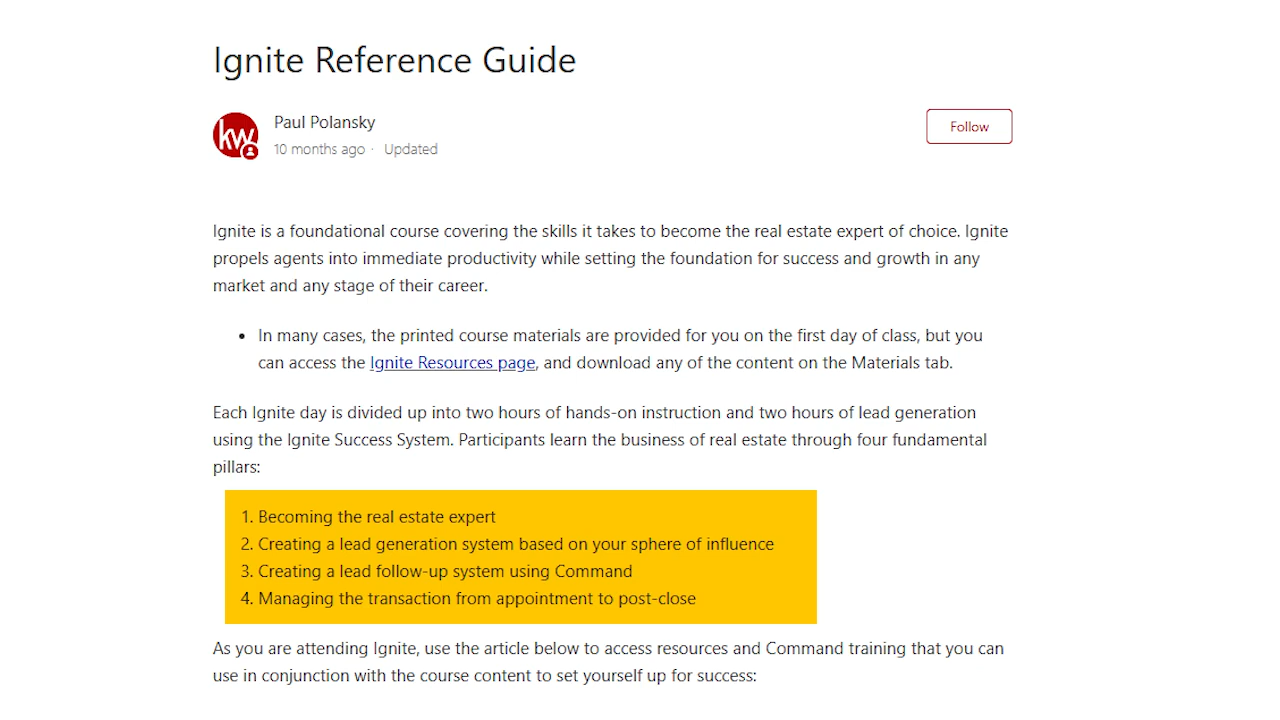 Ignite Reference Guide
kw
Paul Polansky
10 months ago · Updated
Follow
Ignite is a foundational course covering the skills it takes to become the real estate expert of choice. Ignite
propels agents into immediate productivity while setting the foundation for success and growth in any
market and any stage of their career.
• In many cases, the printed course materials are provided for you on the first day of class, but you
can access the Ignite Resources page, and download any of the content on the Materials tab.
Each Ignite day is divided up into two hours of hands-on instruction and two hours of lead generation
using the Ignite Success System. Participants learn the business of real estate through four fundamental
pillars:
1. Becoming the real estate expert
2. Creating a lead generation system based on your sphere of influence
3. Creating a lead follow-up system using Command
4. Managing the transaction from appointment to post-close
As you are attending Ignite, use the article below to access resources and Command training that you can
use in conjunction with the course content to set yourself up for success: